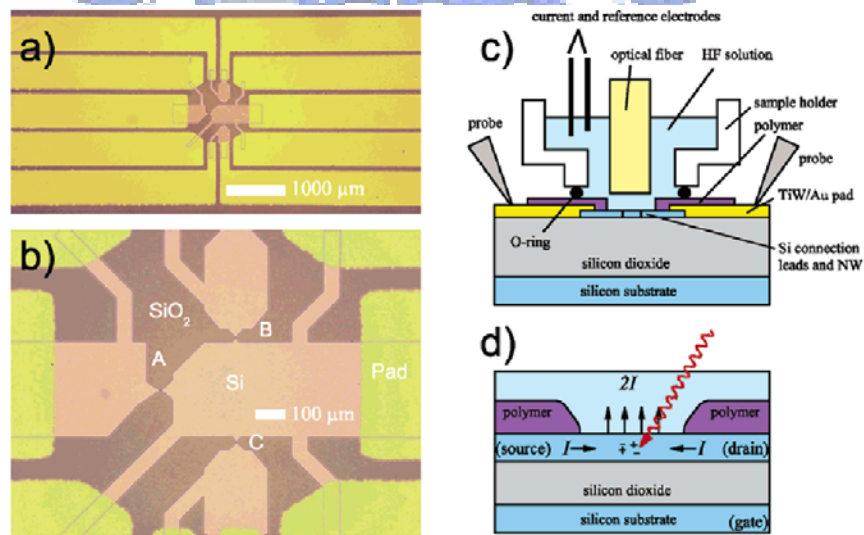 a)
1000 μm
b)
SiO₂
B
A
Si
Pad
100 μm
C
c)
current and reference electrodes
optical fiber
HF solution
sample holder
polymer
probe
probe
TiW/Au pad
O-ring
Si connection
leads and NW
silicon dioxide
silicon substrate
d)
2I
polymer
polymer
(source) I
I (drain)
- + -
+
silicon dioxide
silicon substrate
(gate)